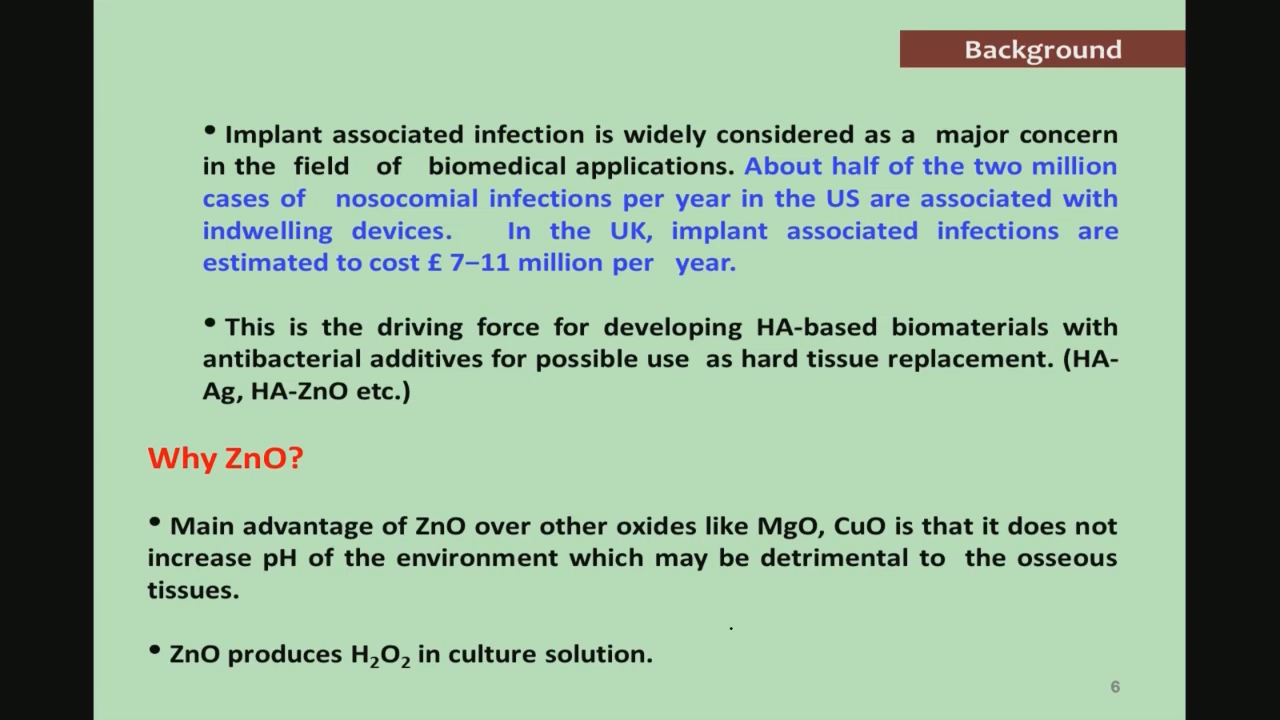 Background
• Implant associated infection is widely considered as a major concern
in the field of biomedical applications. About half of the two million
cases of nosocomial infections per year in the US are associated with
indwelling devices. In the UK, implant associated infections are
estimated to cost £ 7–11 million per year.
• This is the driving force for developing HA-based biomaterials with
antibacterial additives for possible use as hard tissue replacement. (HA-
Ag, HA-ZnO etc.)
Why ZnO?
• Main advantage of ZnO over other oxides like MgO, CuO is that it does not
increase pH of the environment which may be detrimental to the osseous
tissues.
• ZnO produces H₂O₂ in culture solution.
6